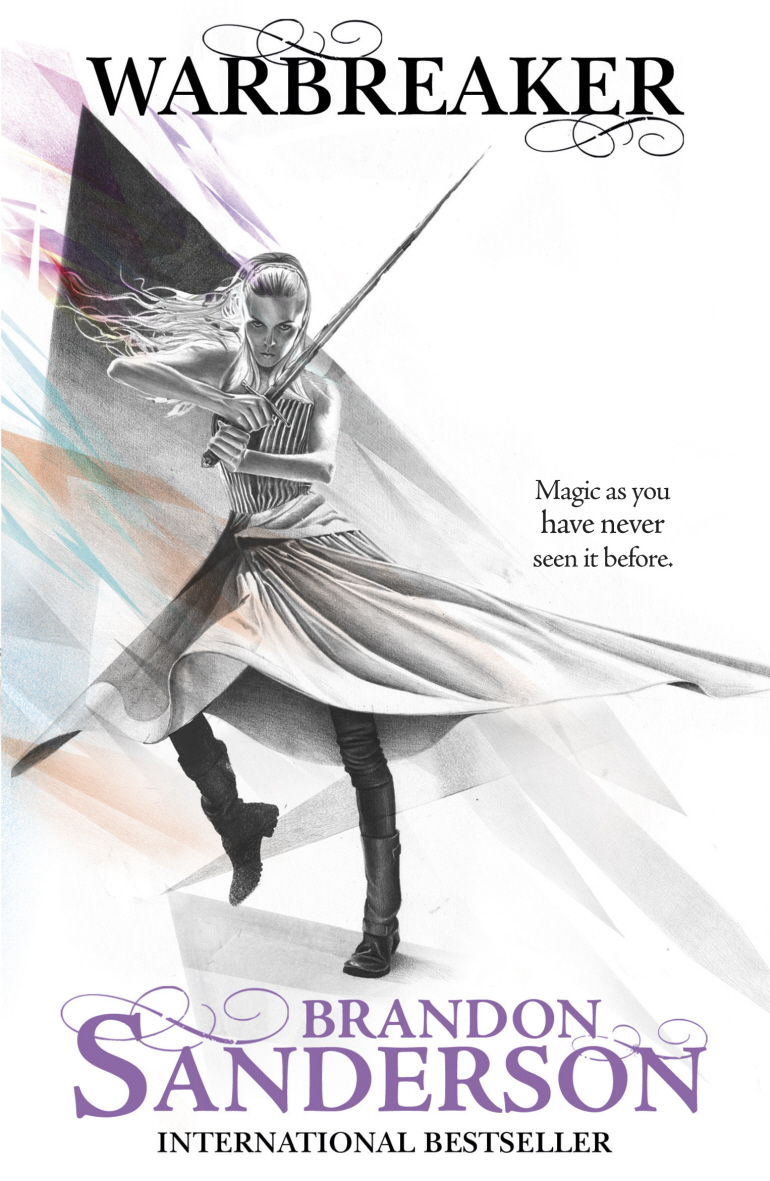 WARBREAKER
Magic as you
have never
seen it before.
BRANDON
SANDERSON
INTERNATIONAL BESTSELLER